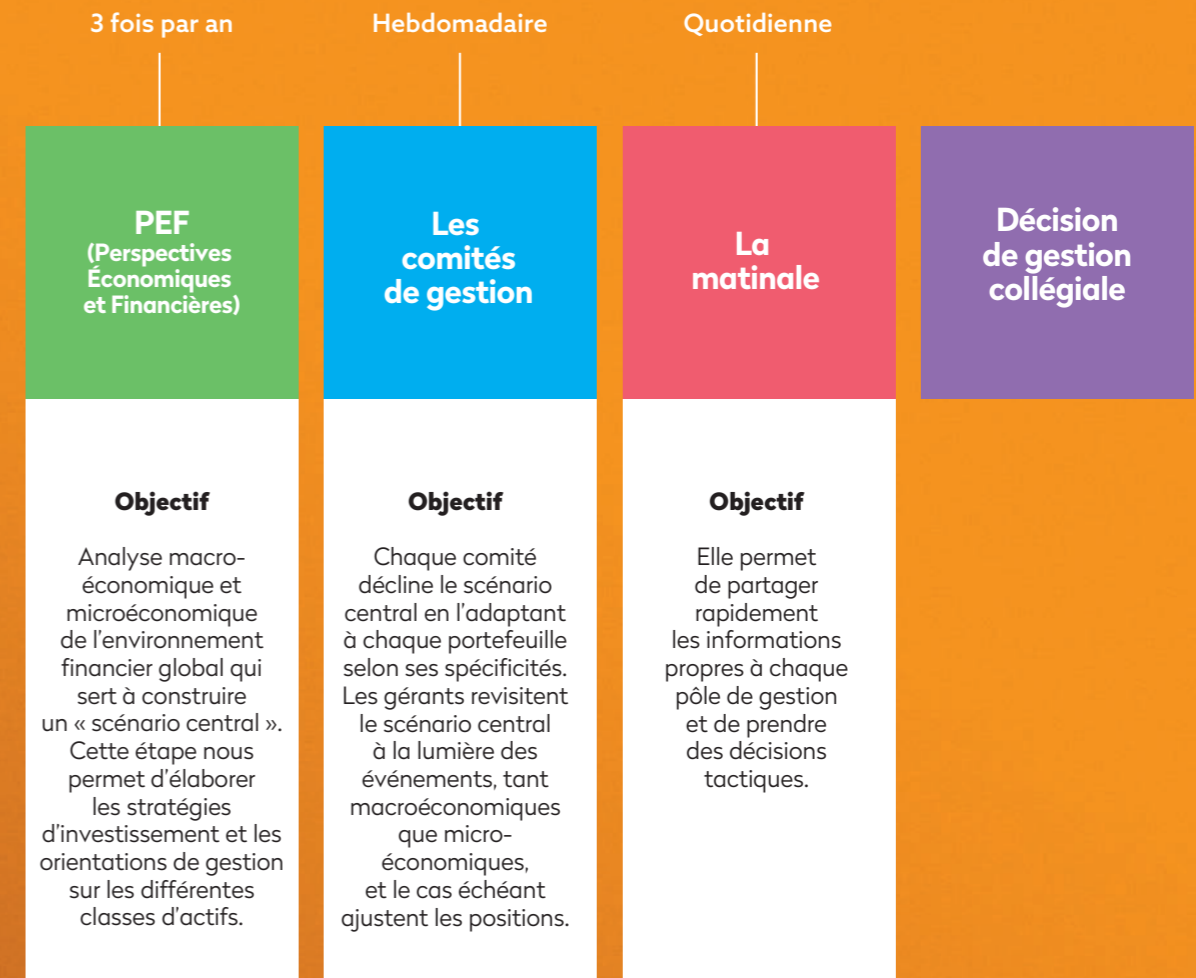 3 fois par an
Hebdomadaire
Quotidienne
PEF
(Perspectives
Économiques
et Financières)
Les
comités
de gestion
La
matinale
Décision
de gestion
collégiale
Objectif
Analyse macro-
économique et
microéconomique
de l'environnement
financier global qui
sert à construire
un « scénario central ».
Cette étape nous
permet d'élaborer
les stratégies
d'investissement et les
orientations de gestion
sur les différentes
classes d'actifs.
Objectif
Chaque comité
décline le scénario
central en l'adaptant
à chaque portefeuille
selon ses spécificités.
Les gérants revisitent
le scénario central
à la lumière des
événements, tant
macroéconomiques
que micro-
économiques,
et le cas échéant
ajustent les positions.
Objectif
Elle permet
de partager
rapidement
les informations
propres à chaque
pôle de gestion
et de prendre
des décisions
tactiques.